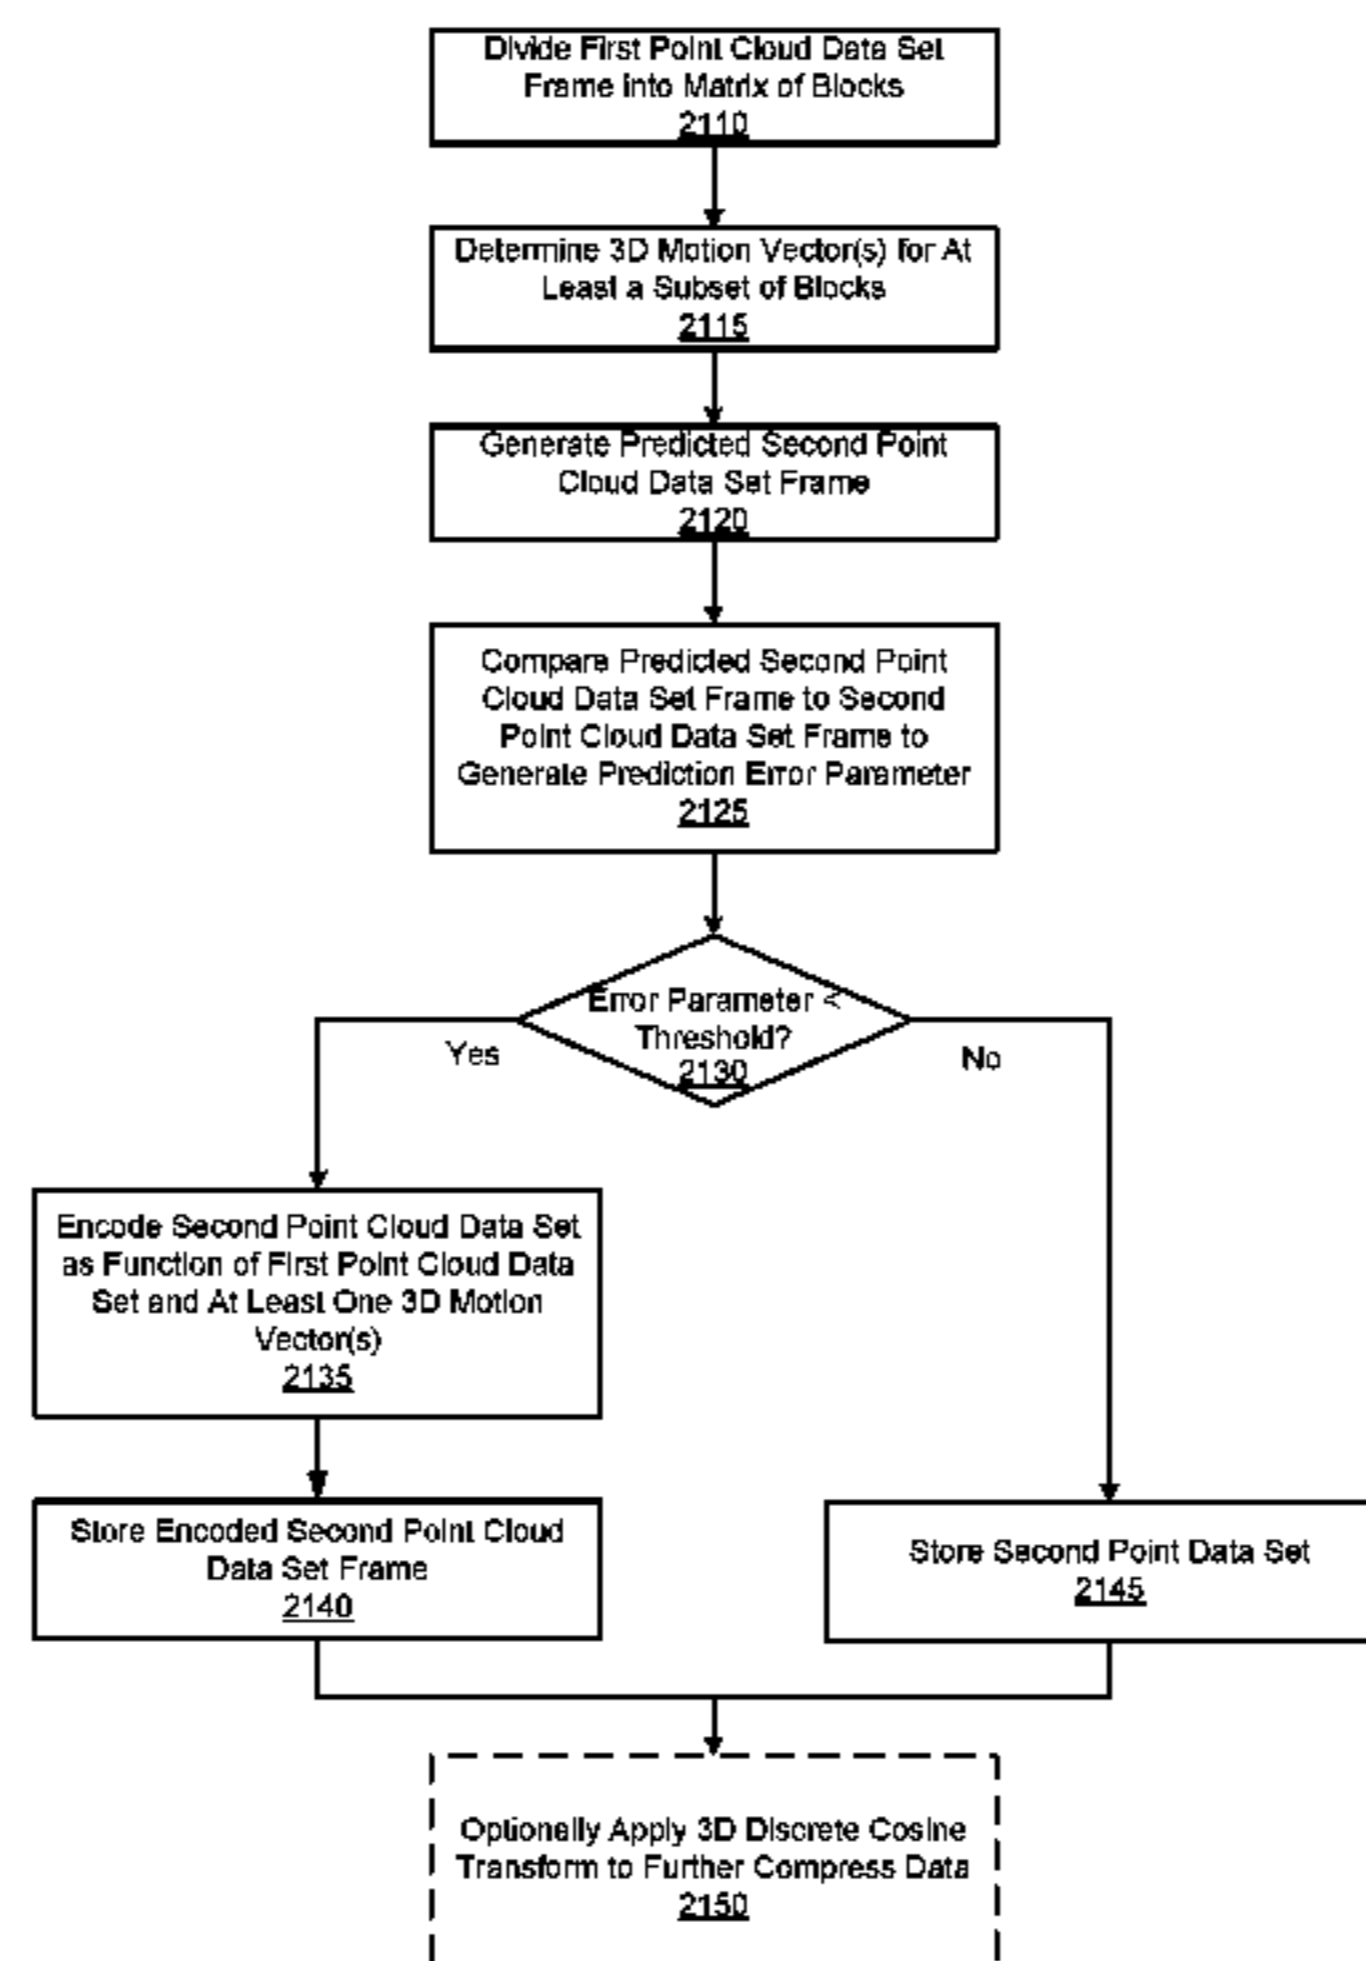 Divide First Point Cloud Data Set
Frame into Matrix of Blocks
2110
Determine 3D Motion Vector(s) for At
Least a Subset of Blocks
2115
Generate Predicted Second Point
Cloud Data Set Frame
2120
Compare Predicted Second Point
Cloud Data Set Frame to Second
Point Cloud Data Set Frame to
Generate Prediction Error Parameter
2125
Error Parameter <
Threshold?
2130
Yes
No
Encode Second Point Cloud Data Set
as Function of First Point Cloud Data
Set and At Least One 3D Motion
Vector(s)
2135
Store Encoded Second Point Cloud
Data Set Frame
2140
Store Second Point Data Set
2145
Optionally Apply 3D Discrete Cosine
Transform to Further Compress Data
2150